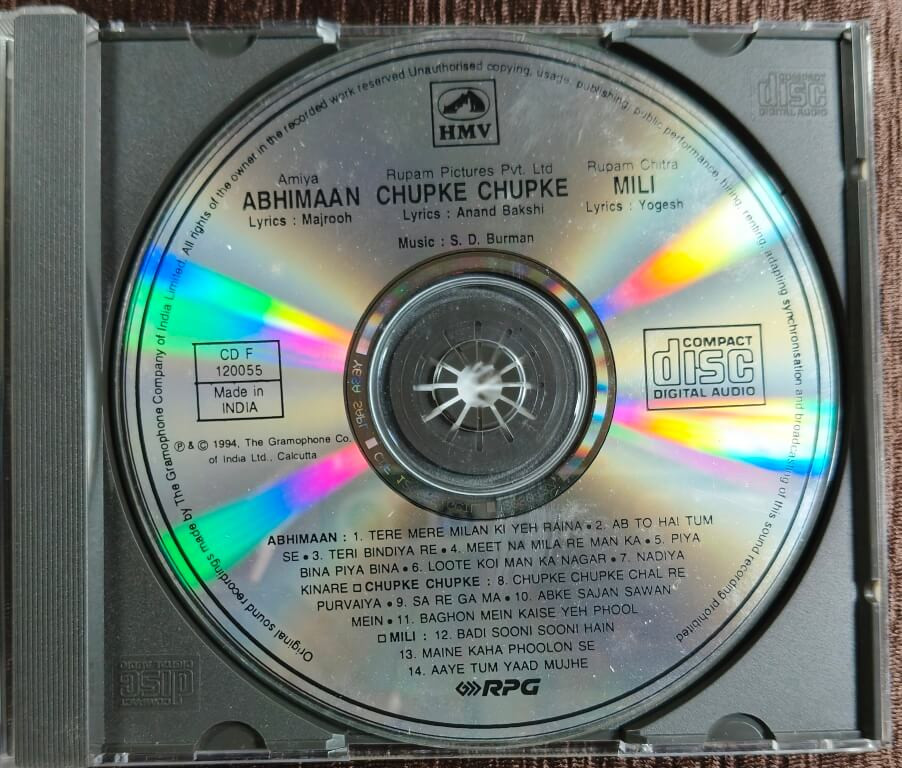 Original sound recordings made by The Gramophone Company of India Limited. All rights of the owner in the recorded work reserved Unauthorised copying, usage, publishing, public performance, hiring, renting, adapting synchronisation and broadcasting of this sound recording prohibited
HMV
COMPACT
disc
DIGITAL AUDIO
Amiya
ABHIMAAN
Lyrics : Majrooh
Rupam Pictures Pvt. Ltd
CHUPKE CHUPKE
Lyrics : Anand Bakshi
Rupam Chitra
MILI
Lyrics : Yogesh
Music : S. D. Burman
CD F
120055
Made in
INDIA
COMPACT
disc
DIGITAL AUDIO
Ⓟ & © 1994, The Gramophone Co.
of India Ltd., Calcutta
ABHIMAAN : 1. TERE MERE MILAN KI YEH RAINA • 2. AB TO HAI TUM
SE • 3. TERI BINDIYA RE • 4. MEET NA MILA RE MAN KA • 5. PIYA
BINA PIYA BINA • 6. LOOTE KOI MAN KA NAGAR • 7. NADIYA
KINARE □ CHUPKE CHUPKE : 8. CHUPKE CHUPKE CHAL RE
PURVAIYA • 9. SA RE GA MA • 10. ABKE SAJAN SAWAN
MEIN • 11. BAGHON MEIN KAISE YEH PHOOL
□ MILI : 12. BADI SOONI SOONI HAIN
13. MAINE KAHA PHOOLON SE
14. AAYE TUM YAAD MUJHE
RPG
COMPACT
disc
DIGITAL AUDIO